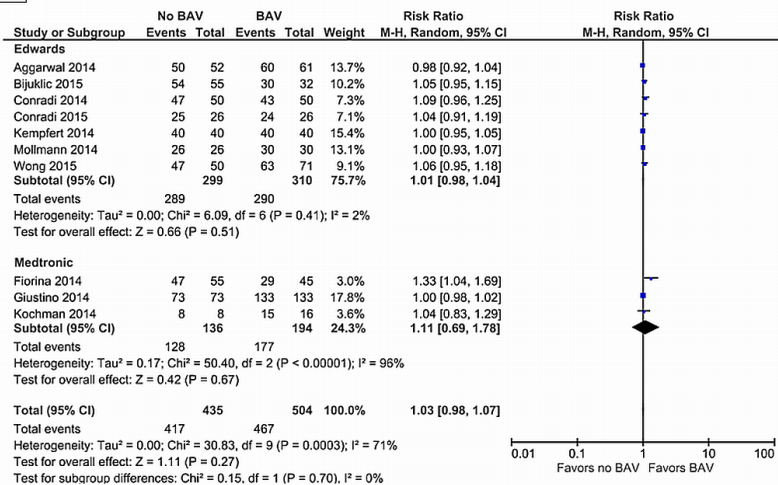 No BAV BAV Risk Ratio Risk Ratio
Study or Subgroup Events Total Events Total Weight M-H, Random, 95% CI M-H, Random, 95% CI
Edwards
Aggarwal 2014 50 52 60 61 13.7% 0.98 [0.92, 1.04]
Bijuklic 2015 54 55 30 32 10.2% 1.05 [0.95, 1.15]
Conradi 2014 47 50 43 50 7.3% 1.09 [0.96, 1.25]
Conradi 2015 25 26 24 26 7.1% 1.04 [0.91, 1.19]
Kempfert 2014 40 40 40 40 15.4% 1.00 [0.95, 1.05]
Mollmann 2014 26 26 30 30 13.1% 1.00 [0.93, 1.07]
Wong 2015 47 50 63 71 9.1% 1.06 [0.95, 1.18]
Subtotal (95% CI) 299 310 75.7% 1.01 [0.98, 1.04]
Total events 289 290
Heterogeneity: Tau² = 0.00; Chi² = 6.09, df = 6 (P = 0.41); I² = 2%
Test for overall effect: Z = 0.66 (P = 0.51)
Medtronic
Fiorina 2014 47 55 29 45 3.0% 1.33 [1.04, 1.69]
Giustino 2014 73 73 133 133 17.8% 1.00 [0.98, 1.02]
Kochman 2014 8 8 15 16 3.6% 1.04 [0.83, 1.29]
Subtotal (95% CI) 136 194 24.3% 1.11 [0.69, 1.78]
Total events 128 177
Heterogeneity: Tau² = 0.17; Chi² = 50.40, df = 2 (P < 0.00001); I² = 96%
Test for overall effect: Z = 0.42 (P = 0.67)
Total (95% CI) 435 504 100.0% 1.03 [0.98, 1.07]
Total events 417 467
Heterogeneity: Tau² = 0.00; Chi² = 30.83, df = 9 (P = 0.0003); I² = 71%
Test for overall effect: Z = 1.11 (P = 0.27)
Test for subgroup differences: Chi² = 0.15, df = 1 (P = 0.70), I² = 0%
0.01 0.1 1 10 100
Favors no BAV Favors BAV